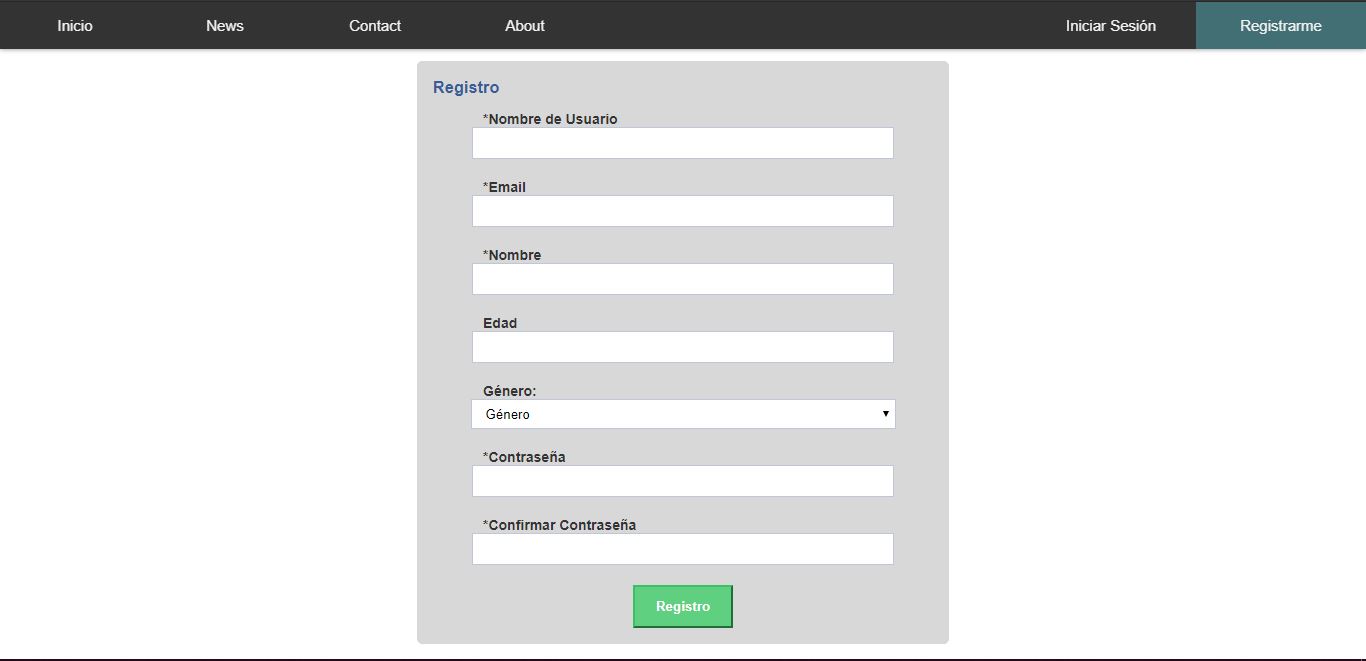 Inicio News Contact About Iniciar Sesión Registrarme
Registro
*Nombre de Usuario
*Email
*Nombre
Edad
Género:
Género
*Contraseña
*Confirmar Contraseña
Registro